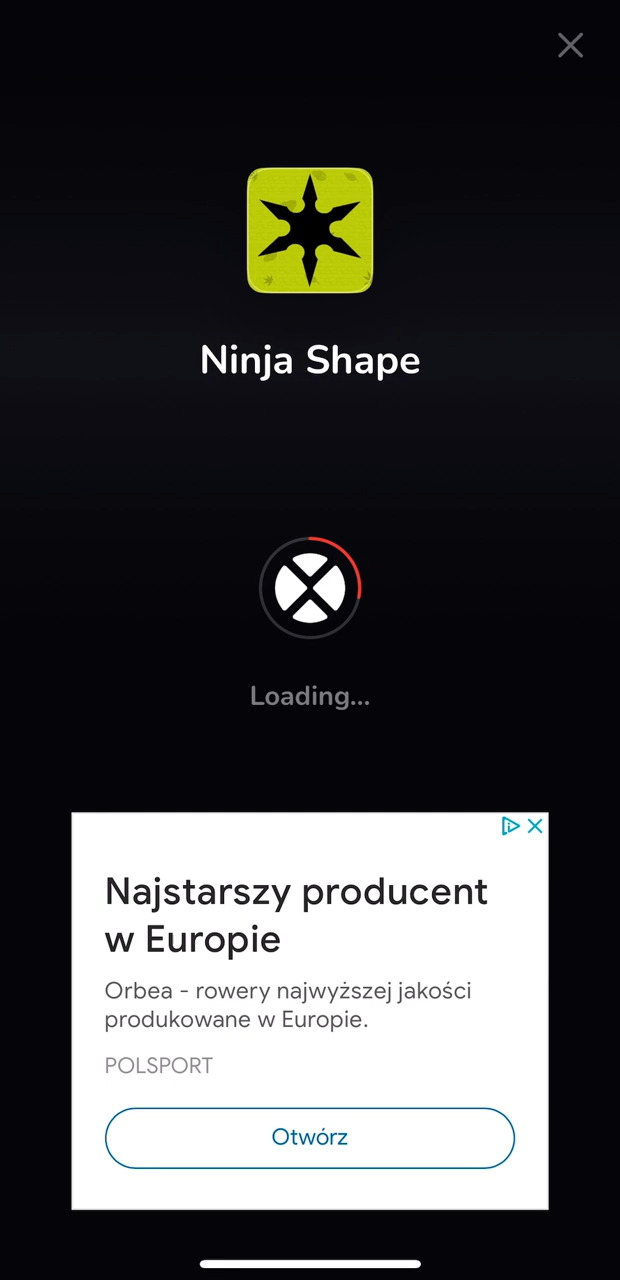 Ninja Shape
Loading...
Najstarszy producent
w Europie
Orbea - rowery najwyższej jakości
produkowane w Europie.
POLSPORT
Otwórz